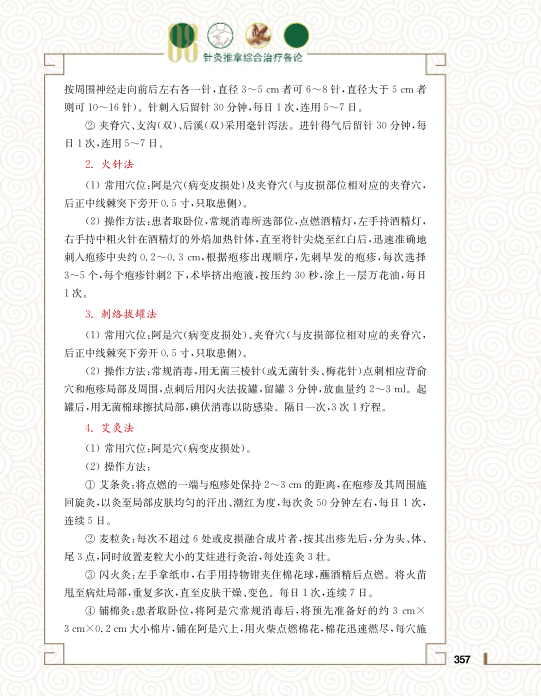 针灸推拿综合治疗备论
按周围神经走向前后左右各一针,直径 3～5 cm 者可 6～8 针,直径大于 5 cm 者
则可 10～16 针)。针刺入后留针 30 分钟,每日 1 次,连用 5～7 日。
② 夹脊穴、支沟(双)、后溪(双)采用毫针泻法。进针得气后留针 30 分钟,每
日 1 次,连用 5～7 日。
2. 火针法
(1) 常用穴位:阿是穴(病变皮损处)及夹脊穴(与皮损部位相对应的夹脊穴,
后正中线棘突下旁开 0.5 寸,只取患侧)。
(2) 操作方法:患者取卧位,常规消毒所选部位,点燃酒精灯,左手持酒精灯,
右手持中粗火针在酒精灯的外焰加热针体,直至将针尖烧至红白后,迅速准确地
刺入疱疹中央约 0.2～0.3 cm,根据疱疹出现顺序,先刺早发的疱疹,每次选择
3～5 个,每个疱疹针刺2 下,术毕挤出疱液,按压约 30 秒,涂上一层万花油,每日
1 次。
3. 刺络拔罐法
(1) 常用穴位:阿是穴(病变皮损处)、夹脊穴(与皮损部位相对应的夹脊穴,
后正中线棘突下旁开 0.5 寸,只取患侧)。
(2) 操作方法:常规消毒,用无菌三棱针(或无菌针头、梅花针)点刺相应背俞
穴和疱疹局部及周围,点刺后用闪火法拔罐,留罐 3 分钟,放血量约 2～3 ml。起
罐后,用无菌棉球擦拭局部,碘伏消毒以防感染。隔日一次,3 次 1 疗程。
4. 艾灸法
(1) 常用穴位:阿是穴(病变皮损处)。
(2) 操作方法:
① 艾条灸:将点燃的一端与疱疹处保持 2～3 cm 的距离,在疱疹及其周围施
回旋灸,以灸至局部皮肤均匀的汗出、潮红为度,每次灸 50 分钟左右,每日 1 次,
连续 5 日。
② 麦粒灸:每次不超过 6 处或皮损融合成片者,按其出疹先后,分为头、体、
尾 3 点,同时放置麦粒大小的艾炷进行灸治,每处连灸 3 壮。
③ 闪火灸:左手拿纸巾,右手用持物钳夹住棉花球,蘸酒精后点燃。将火苗
甩至病灶局部,重复多次,直至皮肤干燥、变色。每日 1 次,连续 7 日。
④ 铺棉灸:患者取卧位,将阿是穴常规消毒后,将预先准备好的约 3 cm×
3 cm×0.2 cm 大小棉片,铺在阿是穴上,用火柴点燃棉花,棉花迅速燃尽,每穴施
357